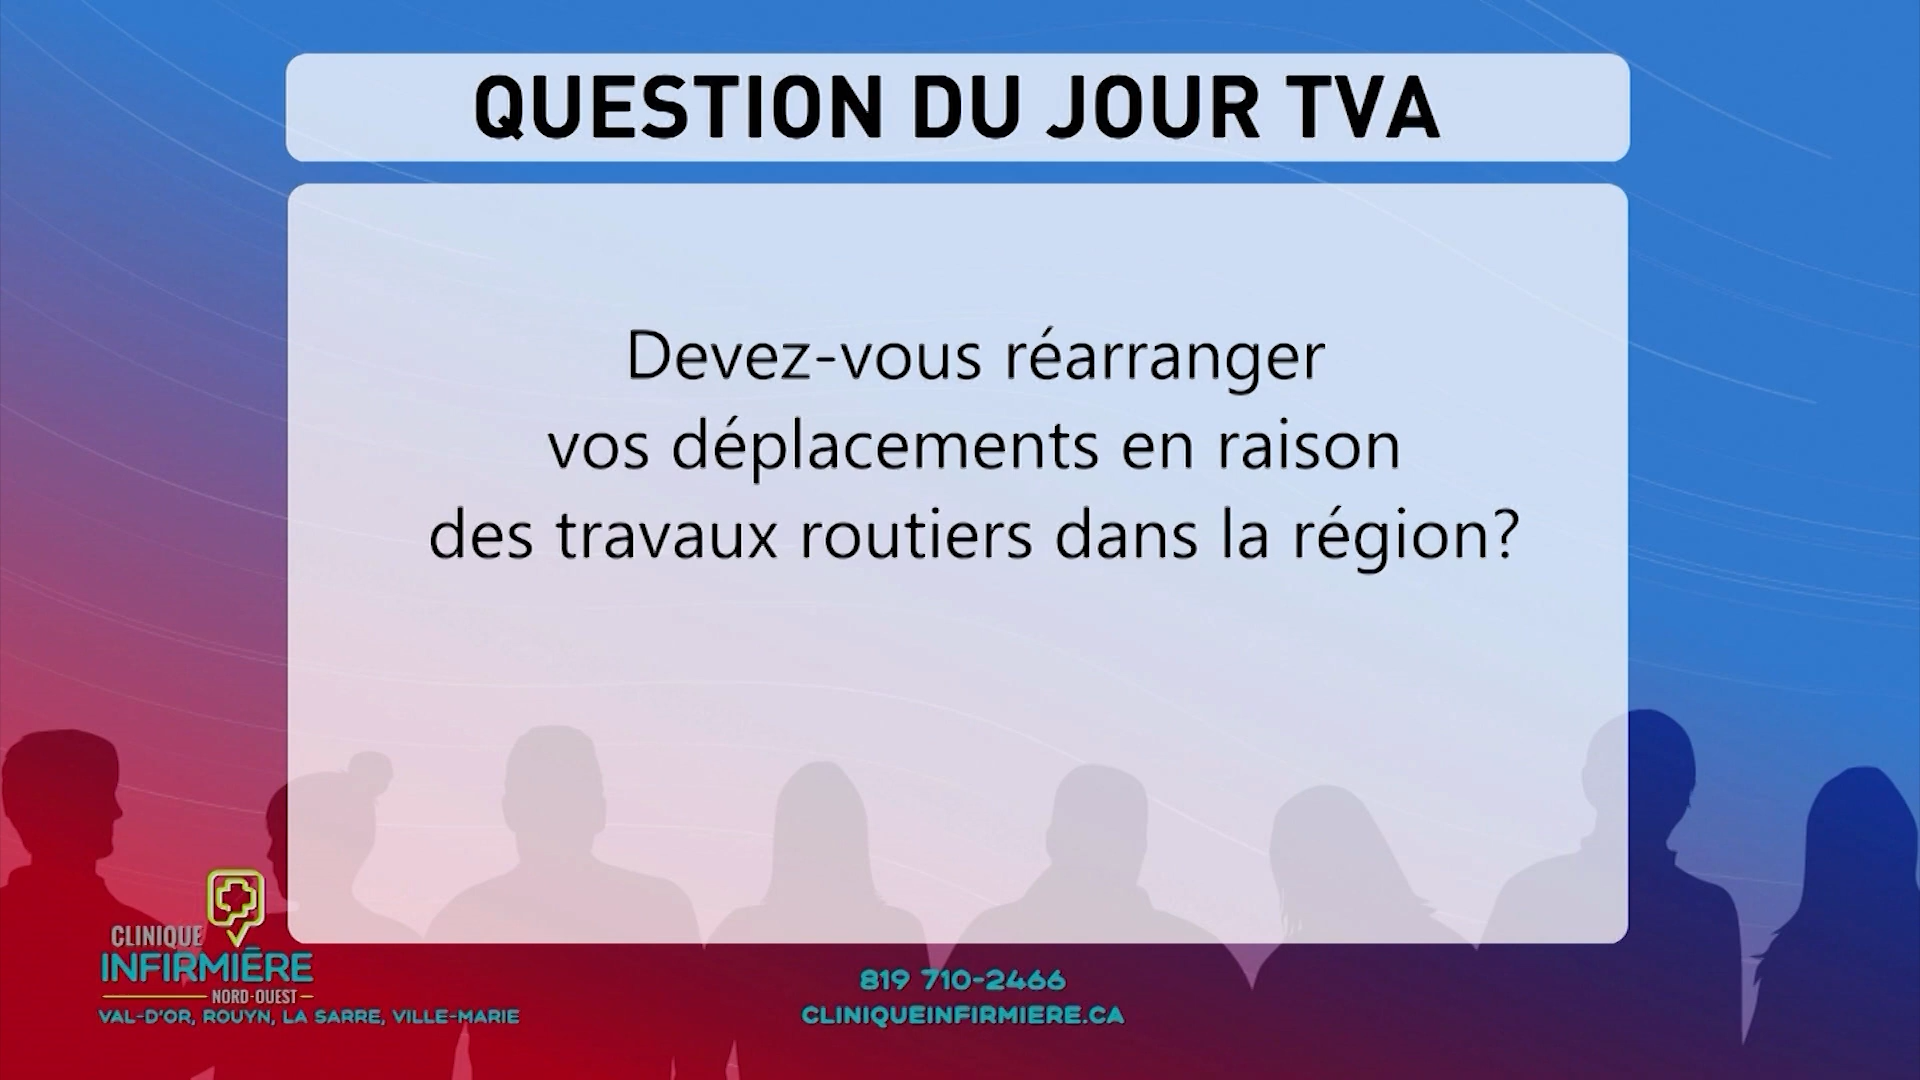 QUESTION DU JOUR TVA
Devez-vous réarranger
vos déplacements en raison
des travaux routiers dans la région?
CLINIQUE
INFIRMIÈRE
NORD-OUEST
VAL-D'OR, ROUYN, LA SARRE, VILLE-MARIE
819 710-2466
CLINIQUEINFIRMIERE.CA